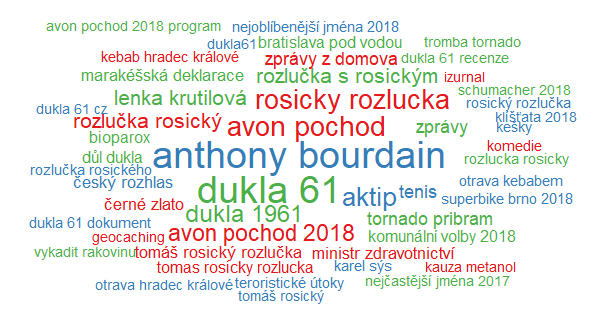 avon pochod 2018 program
nejoblíbenější jména 2018
dukla61
bratislava pod vodou
tromba tornado
kebab hradec králové
zprávy z domova
dukla 61 recenze
marakéšská deklarace
rozlučka s rosickým
izurnal
lenka krutilová
rosicky rozlucka
schumacher 2018
dukla 61 cz
rosický rozlučka
rozlučka rosický
avon pochod
zprávy
klíšťata 2018
kešky
bioparox
komedie
důl dukla
anthony bourdain
rozlucka rosicky
rozlučka rosického
český rozhlas
dukla 61
aktip
tenis
otrava kebabem
superbike brno 2018
černé zlato
dukla 1961
tornado pribram
dukla 61 dokument
geocaching
avon pochod 2018
komunální volby 2018
vykadit rakovinu
tomáš rosický rozlučka
ministr zdravotnictví
tomas rosicky rozlucka
karel sýs
kauza metanol
otrava hradec králové
teroristické útoky
nejčastější jména 2017
tomáš rosický